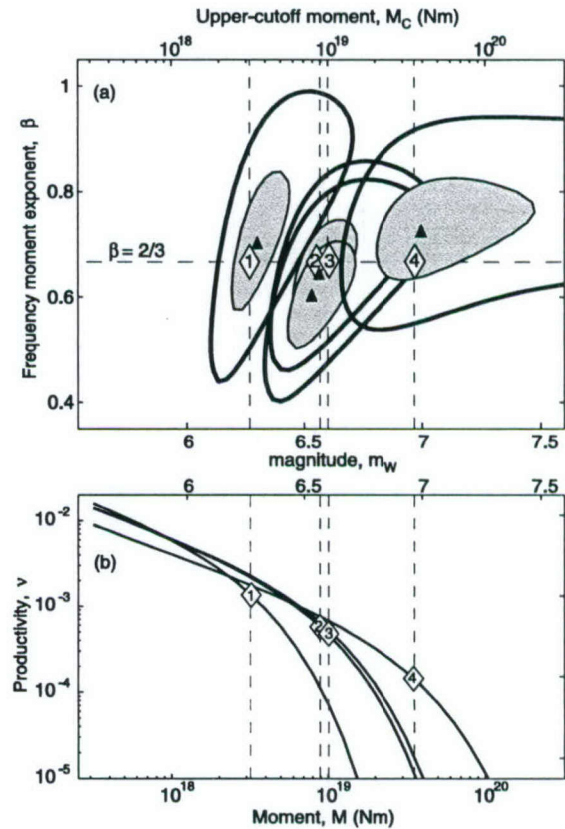 Upper-cutoff moment, M_C (Nm)
10^18 10^19 10^20
(a)
Frequency moment exponent, β
1
0.8
0.6
0.4
β = 2/3
1 2 3 4
6 6.5 7 7.5
magnitude, m_W
6 6.5 7 7.5
(b)
Productivity, ν
10^-2
10^-3
10^-4
10^-5
1 2 3 4
10^18 10^19 10^20
Moment, M (Nm)